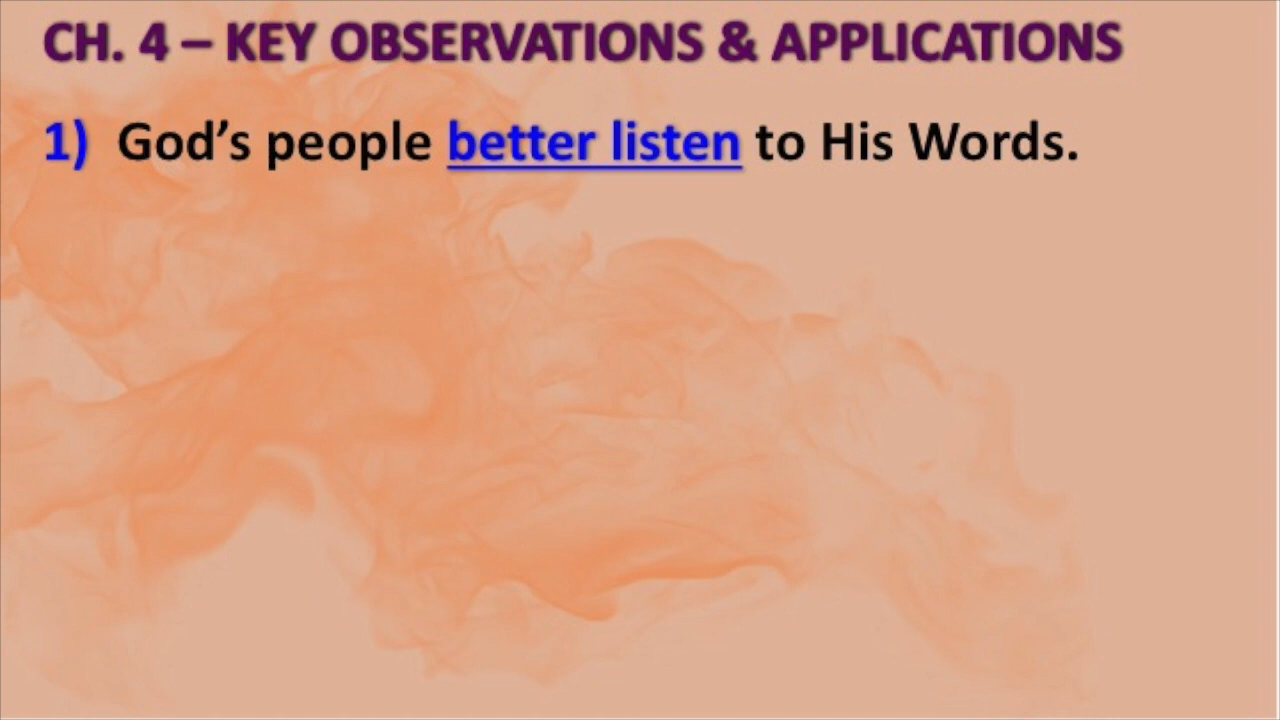 CH. 4 – KEY OBSERVATIONS & APPLICATIONS
1) God’s people better listen to His Words.